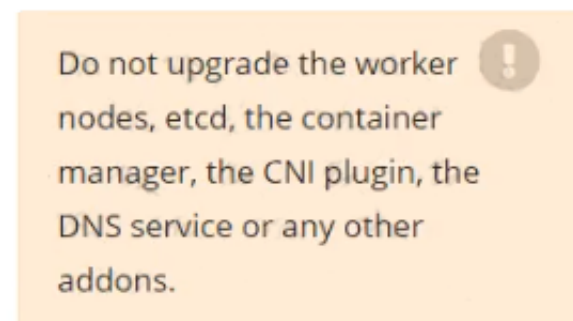 Do not upgrade the worker
nodes, etcd, the container
manager, the CNI plugin, the
DNS service or any other
addons.